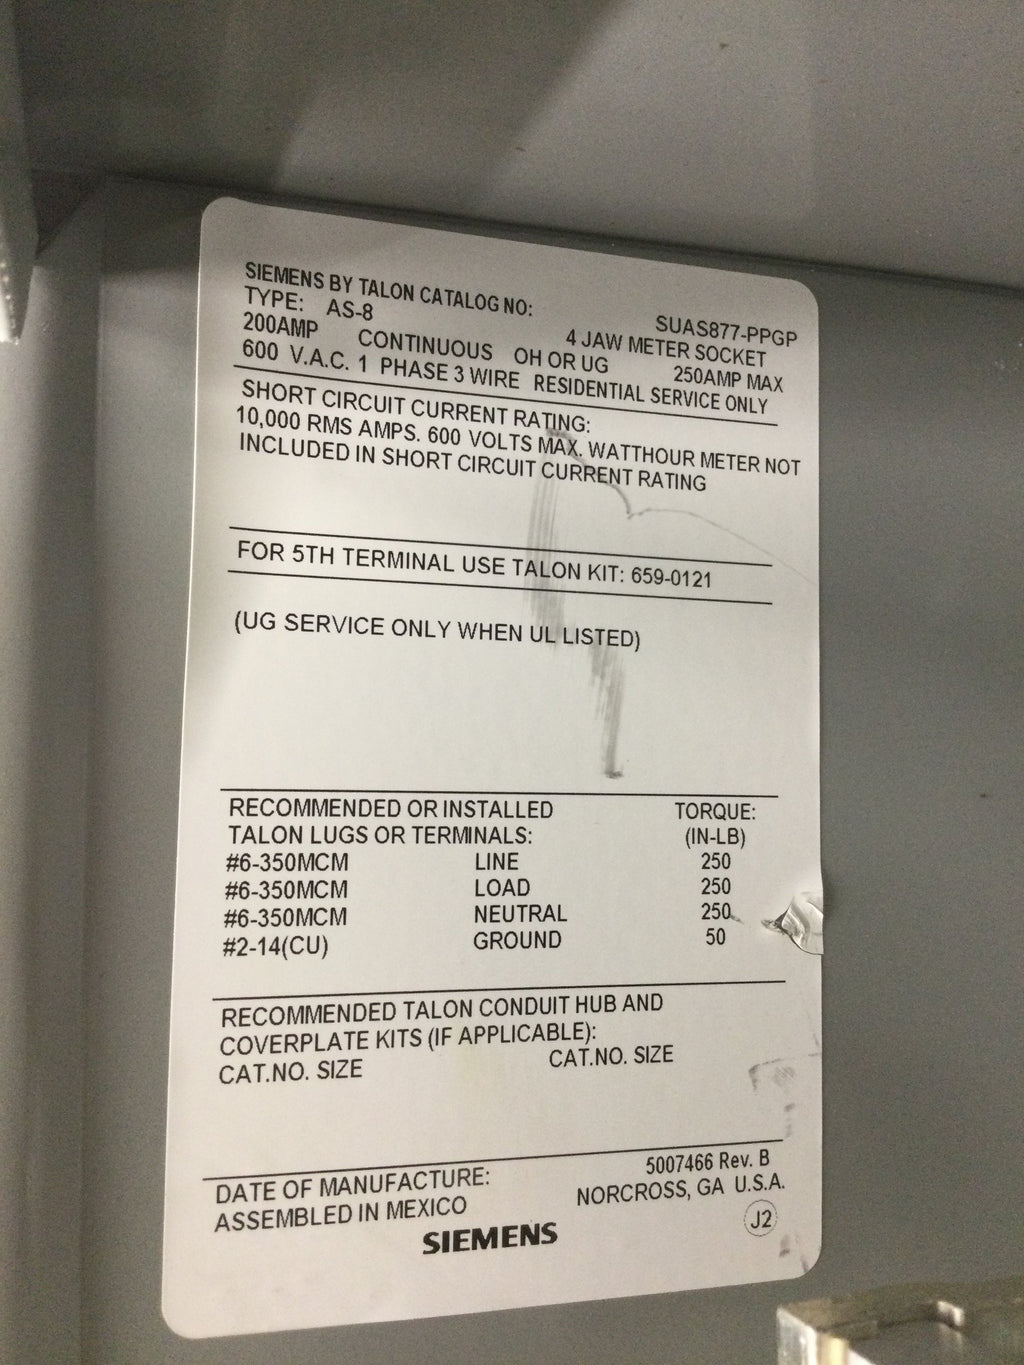 SIEMENS BY TALON CATALOG NO: SUAS877-PPGP
TYPE: AS-8 4 JAW METER SOCKET
200AMP CONTINUOUS OH OR UG 250AMP MAX
600 V.A.C. 1 PHASE 3 WIRE RESIDENTIAL SERVICE ONLY
SHORT CIRCUIT CURRENT RATING:
10,000 RMS AMPS. 600 VOLTS MAX. WATTHOUR METER NOT
INCLUDED IN SHORT CIRCUIT CURRENT RATING
FOR 5TH TERMINAL USE TALON KIT: 659-0121
(UG SERVICE ONLY WHEN UL LISTED)
RECOMMENDED OR INSTALLED TORQUE:
TALON LUGS OR TERMINALS: (IN-LB)
#6-350MCM LINE 250
#6-350MCM LOAD 250
#6-350MCM NEUTRAL 250
#2-14(CU) GROUND 50
RECOMMENDED TALON CONDUIT HUB AND
COVERPLATE KITS (IF APPLICABLE):
CAT.NO. SIZE CAT.NO. SIZE
DATE OF MANUFACTURE: 5007466 Rev. B
ASSEMBLED IN MEXICO NORCROSS, GA U.S.A.
SIEMENS J2